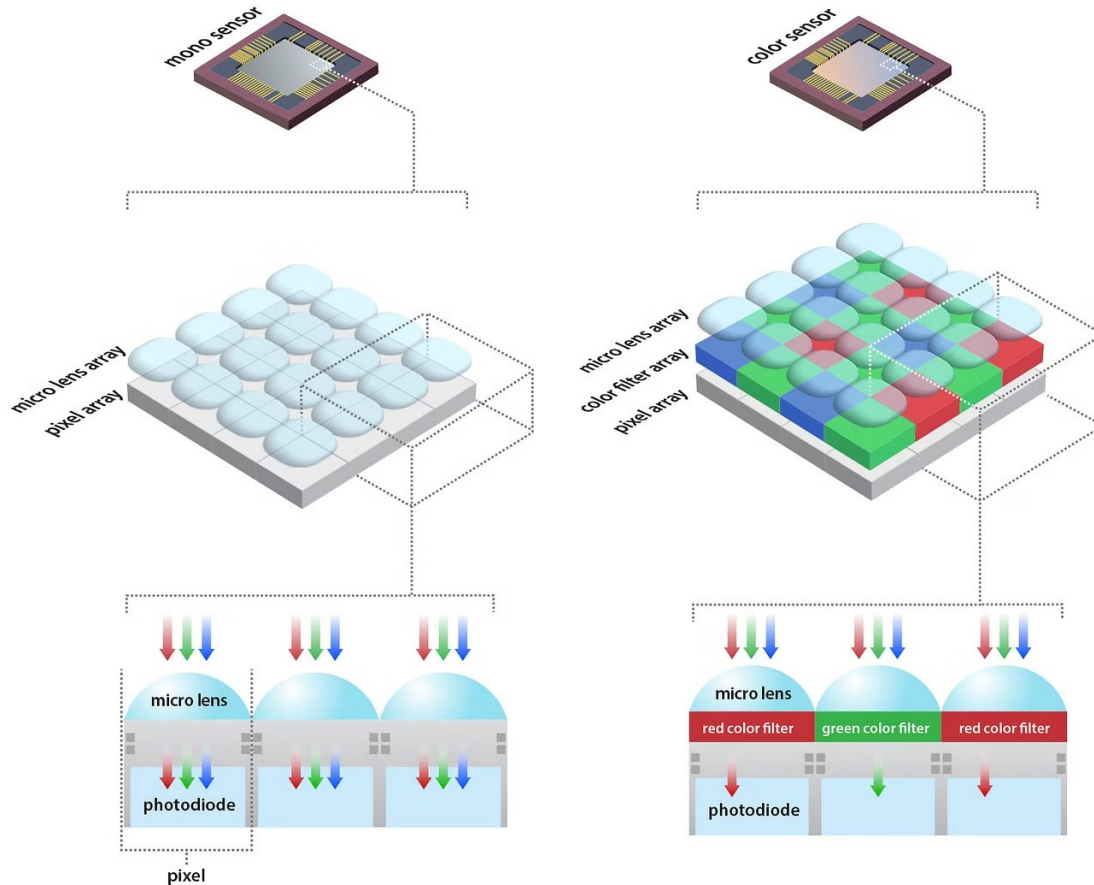 mono sensor
color sensor
micro lens array
pixel array
micro lens array
color filter array
pixel array
micro lens
photodiode
pixel
micro lens
red color filter
green color filter
red color filter
photodiode